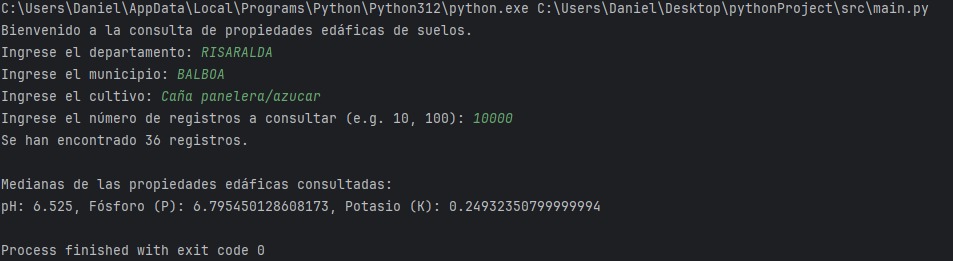 C:\Users\Daniel\AppData\Local\Programs\Python\Python312\python.exe C:\Users\Daniel\Desktop\pythonProject\src\main.py
Bienvenido a la consulta de propiedades edáficas de suelos.
Ingrese el departamento: RISARALDA
Ingrese el municipio: BALBOA
Ingrese el cultivo: Caña panelera/azucar
Ingrese el número de registros a consultar (e.g. 10, 100): 10000
Se han encontrado 36 registros.
Medianas de las propiedades edáficas consultadas:
pH: 6.525, Fósforo (P): 6.795450128608173, Potasio (K): 0.24932350799999994
Process finished with exit code 0